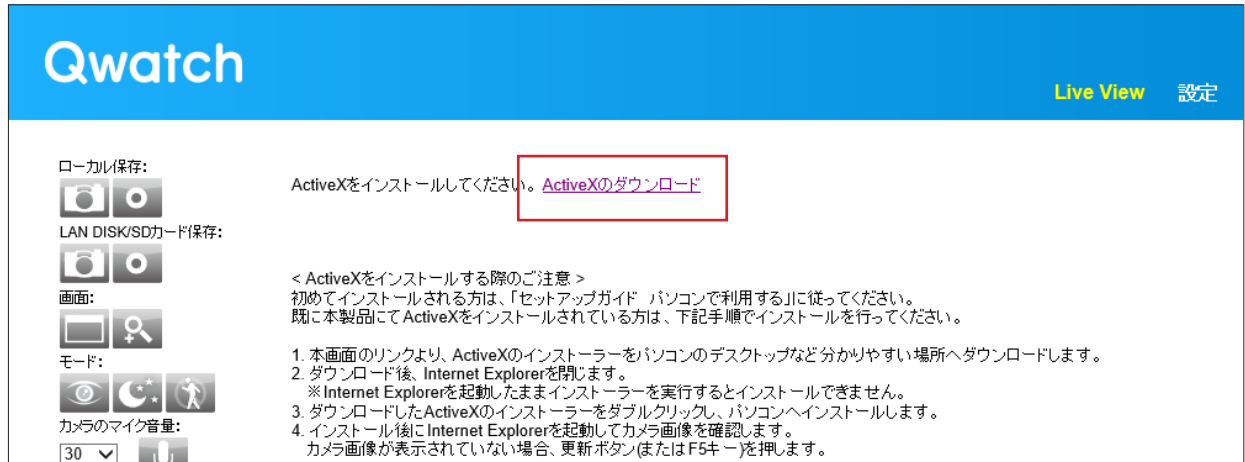 Qwatch
Live View 設定
ローカル保存:
ActiveXをインストールしてください。ActiveXのダウンロード
LAN DISK/SDカード保存:
< ActiveXをインストールする際のご注意 >
画面:
初めてインストールされる方は、「セットアップガイド パソコンで利用する」に従ってください。
既に本製品にてActiveXをインストールされている方は、下記手順でインストールを行ってください。
1. 本画面のリンクより、ActiveXのインストーラーをパソコンのデスクトップなど分かりやすい場所へダウンロードします。
モード:
2. ダウンロード後、Internet Explorerを閉じます。
※Internet Explorerを起動したままインストーラーを実行するとインストールできません。
3. ダウンロードしたActiveXのインストーラーをダブルクリックし、パソコンへインストールします。
カメラのマイク音量:
4. インストール後にInternet Explorerを起動してカメラ画像を確認します。
30
カメラ画像が表示されていない場合、更新ボタン(またはF5キー)を押します。